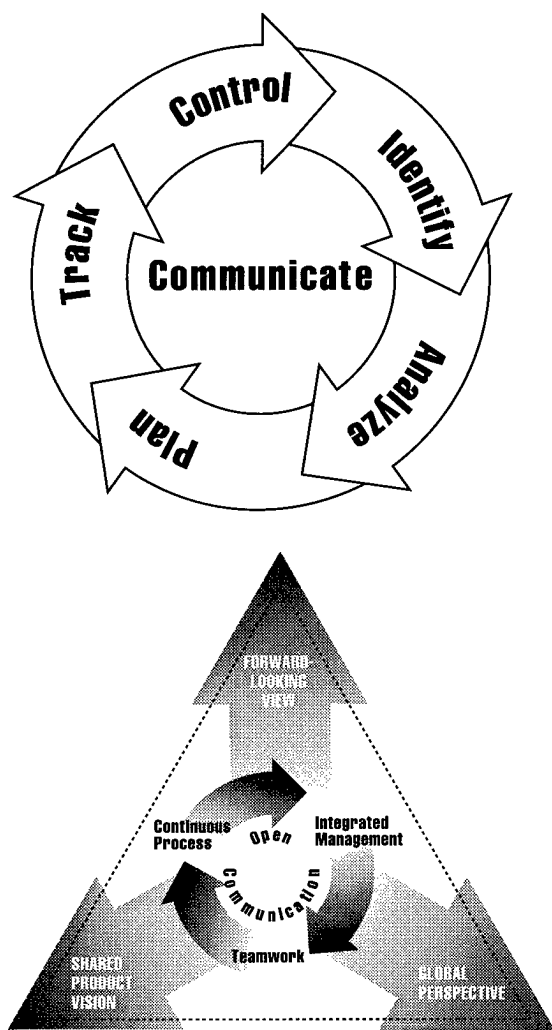 Control
Identify
Communicate
Track
Analyze
Plan
FORWARD-
LOOKING
VIEW
Continuous
Process
Open
Communication
Integrated
Management
Teamwork
SHARED
PRODUCT
VISION
GLOBAL
PERSPECTIVE